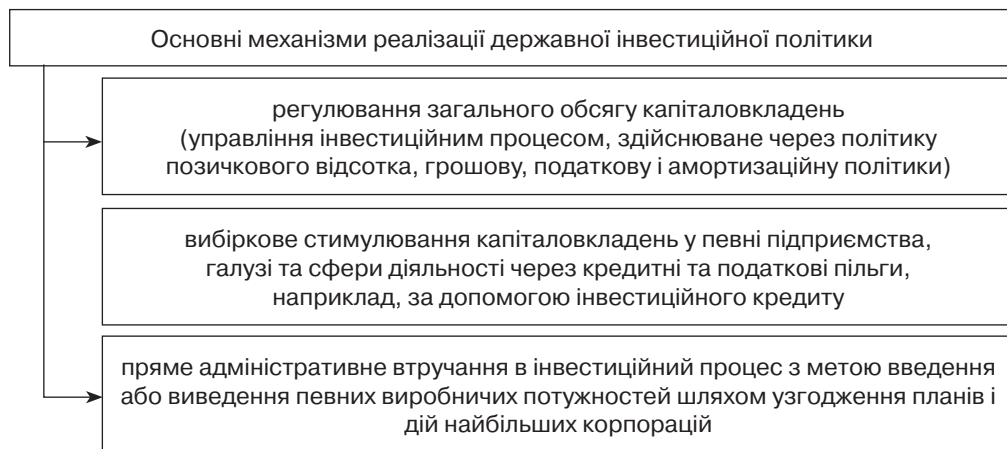 Основні механізми реалізації державної інвестиційної політики
регулювання загального обсягу капіталовкладень
(управління інвестиційним процесом, здійснюване через політику
позичкового відсотка, грошову, податкову і амортизаційну політики)
вибіркове стимулювання капіталовкладень у певні підприємства,
галузі та сфери діяльності через кредитні та податкові пільги,
наприклад, за допомогою інвестиційного кредиту
пряме адміністративне втручання в інвестиційний процес з метою введення
або виведення певних виробничих потужностей шляхом узгодження планів і
дій найбільших корпорацій